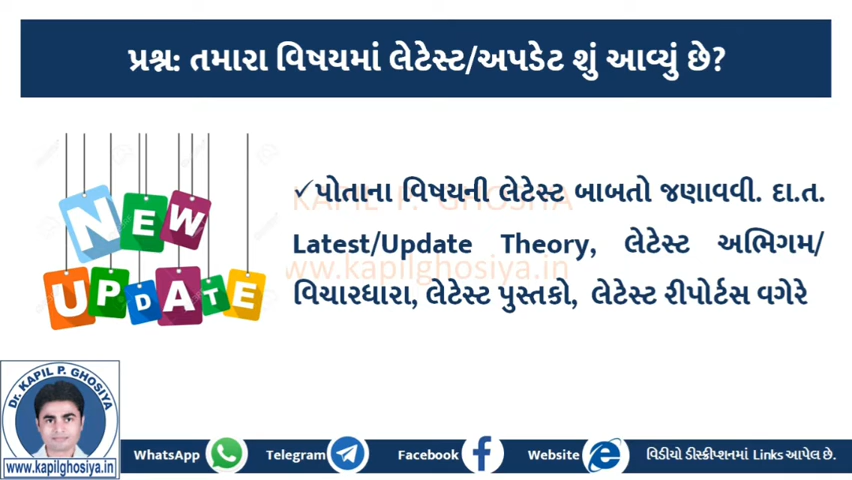 પ્રશ્ન: તમારા વિષયમાં લેટેસ્ટ/અપડેટ શું આવ્યું છે?
NEW
UPDATE
✓પોતાના વિષયની લેટેસ્ટ બાબતો જણાવવી. દા.ત.
Latest/Update Theory, લેટેસ્ટ અભિગમ/
વિચારધારા, લેટેસ્ટ પુસ્તકો, લેટેસ્ટ રીપોર્ટસ વગેરે
KAPIL P. GHOSIYA
www.kapilghosiya.in
Dr. KAPIL P. GHOSIYA
www.kapilghosiya.in
WhatsApp Telegram Facebook Website વિડીયો ડીસ્ક્રીપ્શનમાં Links આપેલ છે.